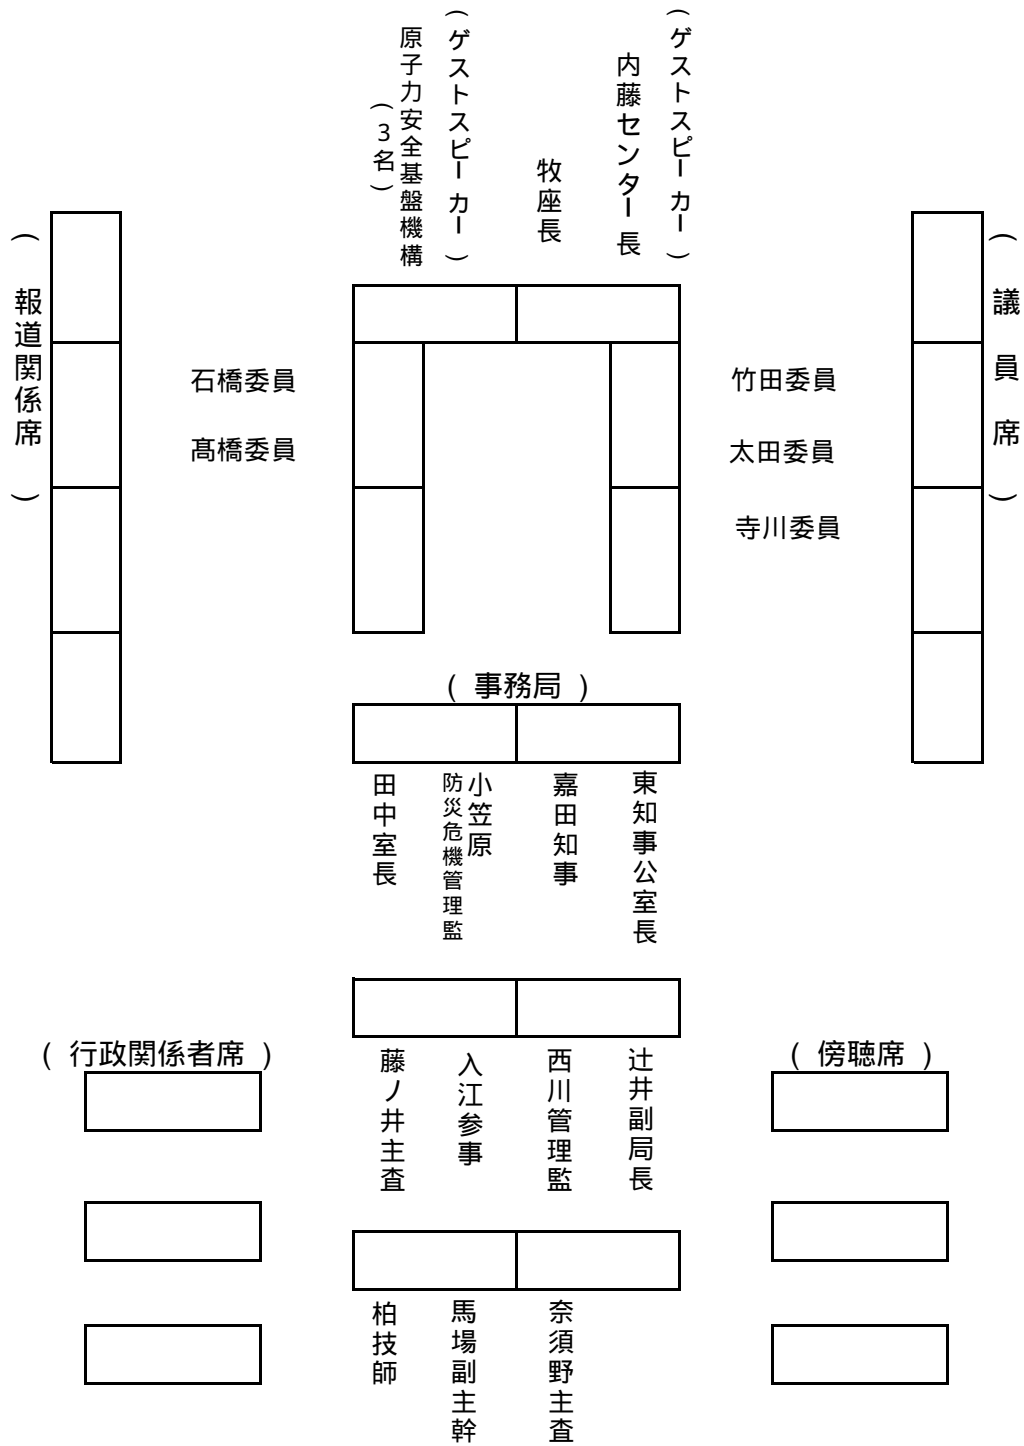 (ゲストスピーカー)
内藤センター長
牧座長
(ゲストスピーカー)
原子力安全基盤機構
(3名)
(議員席)
(報道関係席)
石橋委員
髙橋委員
竹田委員
太田委員
寺川委員
(事務局)
東知事公室長
嘉田知事
小笠原
防災危機管理監
田中室長
(行政関係者席)
(傍聴席)
辻井副局長
西川管理監
入江参事
藤ノ井主査
奈須野主査
馬場副主幹
柏技師